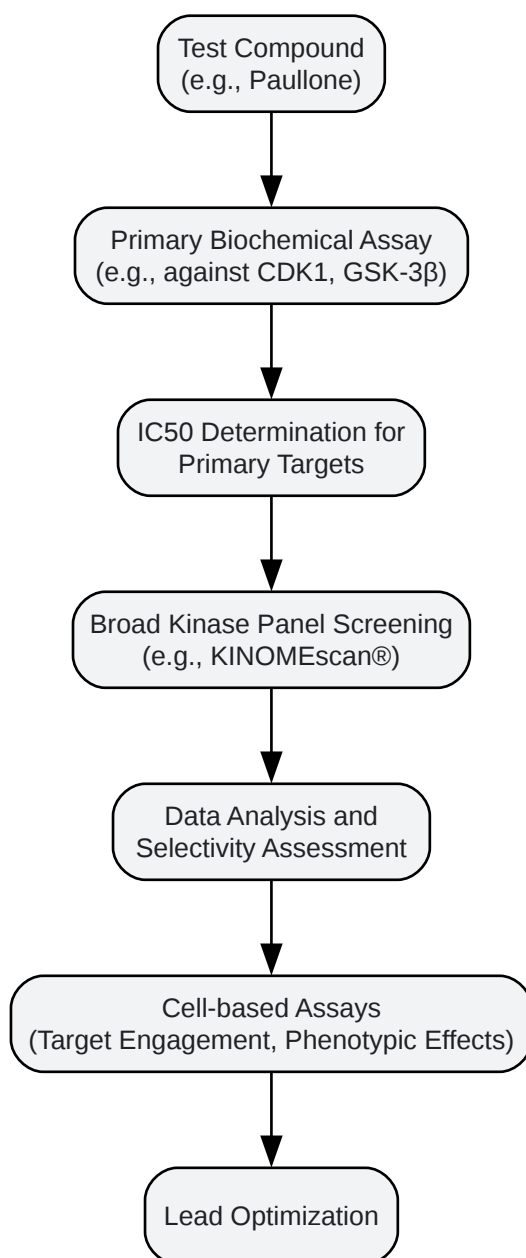 Test Compound
(e.g., Paullone)
Primary Biochemical Assay
(e.g., against CDK1, GSK-3β)
IC50 Determination for
Primary Targets
Broad Kinase Panel Screening
(e.g., KINOMEscan®)
Data Analysis and
Selectivity Assessment
Cell-based Assays
(Target Engagement, Phenotypic Effects)
Lead Optimization